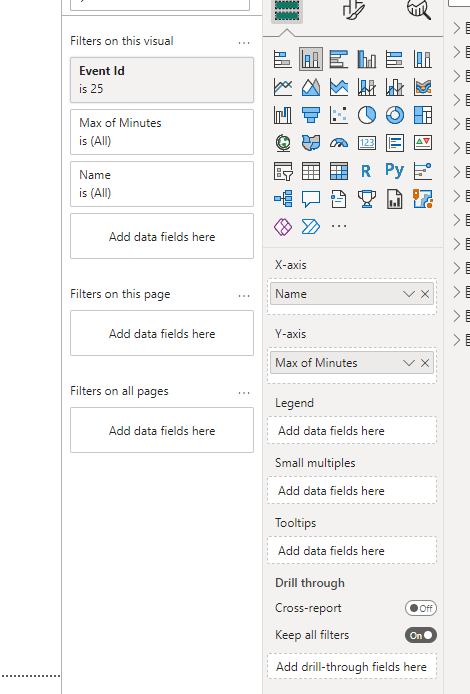 Filters on this visual
...
Event Id
is 25
Max of Minutes
is (All)
Name
is (All)
Add data fields here
Filters on this page
...
Add data fields here
Filters on all pages
...
Add data fields here
123
R
Py
...
X-axis
Name
Y-axis
Max of Minutes
Legend
Add data fields here
Small multiples
Add data fields here
Tooltips
Add data fields here
Drill through
Cross-report
Off
Keep all filters
On
Add drill-through fields here